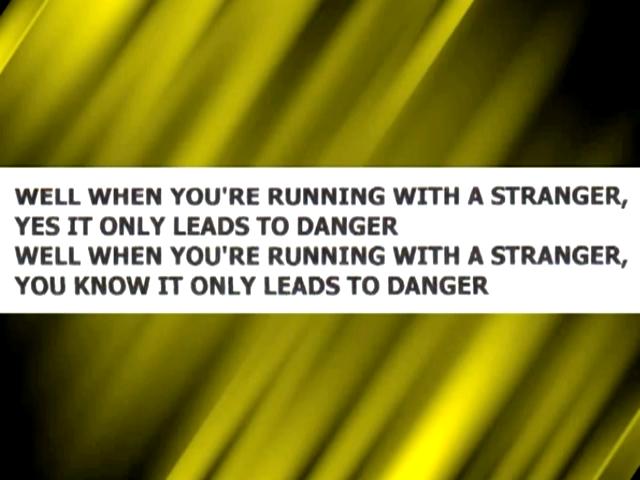 WELL WHEN YOU'RE RUNNING WITH A STRANGER,
YES IT ONLY LEADS TO DANGER
WELL WHEN YOU'RE RUNNING WITH A STRANGER,
YOU KNOW IT ONLY LEADS TO DANGER